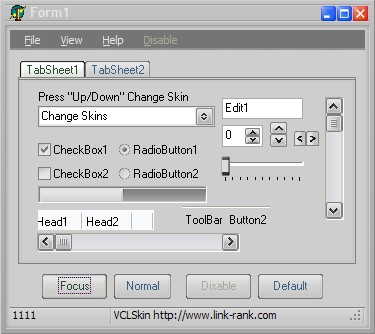 Form1
File View Help Disable
TabSheet1 TabSheet2
Press "Up/Down" Change Skin
Change Skins
Edit1
0
CheckBox1 RadioButton1
CheckBox2 RadioButton2
Head1 Head2
ToolBar Button2
Focus Normal Disable Default
1111 VCLSkin http://www.link-rank.com